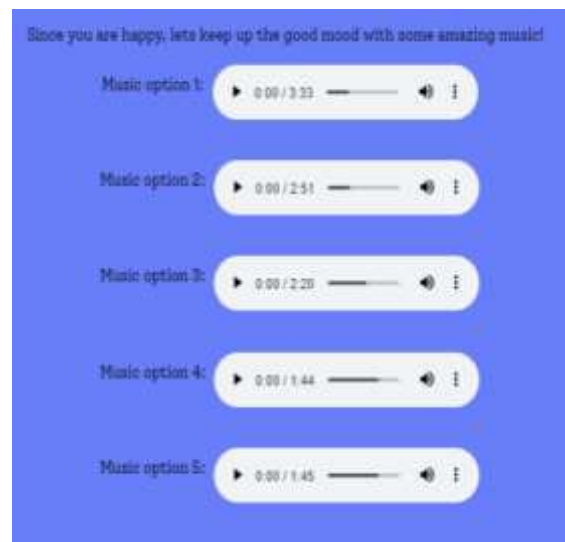 Since you are happy, lets keep up the good mood with some amazing music!
Music option 1: 0:00 / 3:33
Music option 2: 0:00 / 2:51
Music option 3: 0:00 / 2:20
Music option 4: 0:00 / 1:44
Music option 5: 0:00 / 1:45